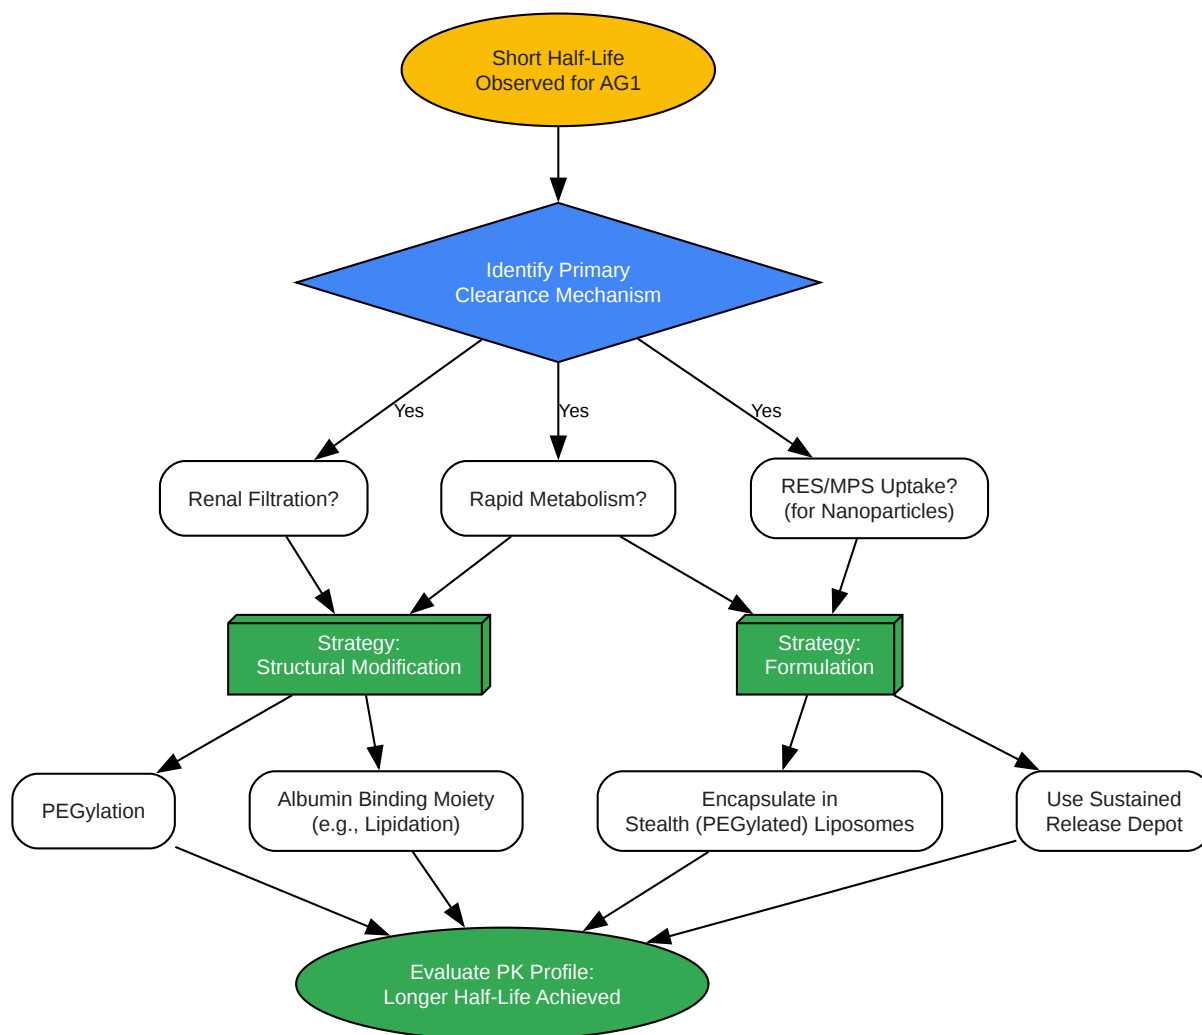 Short Half-Life
Observed for AG1
Identify Primary
Clearance Mechanism
Yes
Yes
Yes
Renal Filtration?
Rapid Metabolism?
RES/MPS Uptake?
(for Nanoparticles)
Strategy:
Structural Modification
Strategy:
Formulation
PEGylation
Albumin Binding Moiety
(e.g., Lipidation)
Encapsulate in
Stealth (PEGylated) Liposomes
Use Sustained
Release Depot
Evaluate PK Profile:
Longer Half-Life Achieved